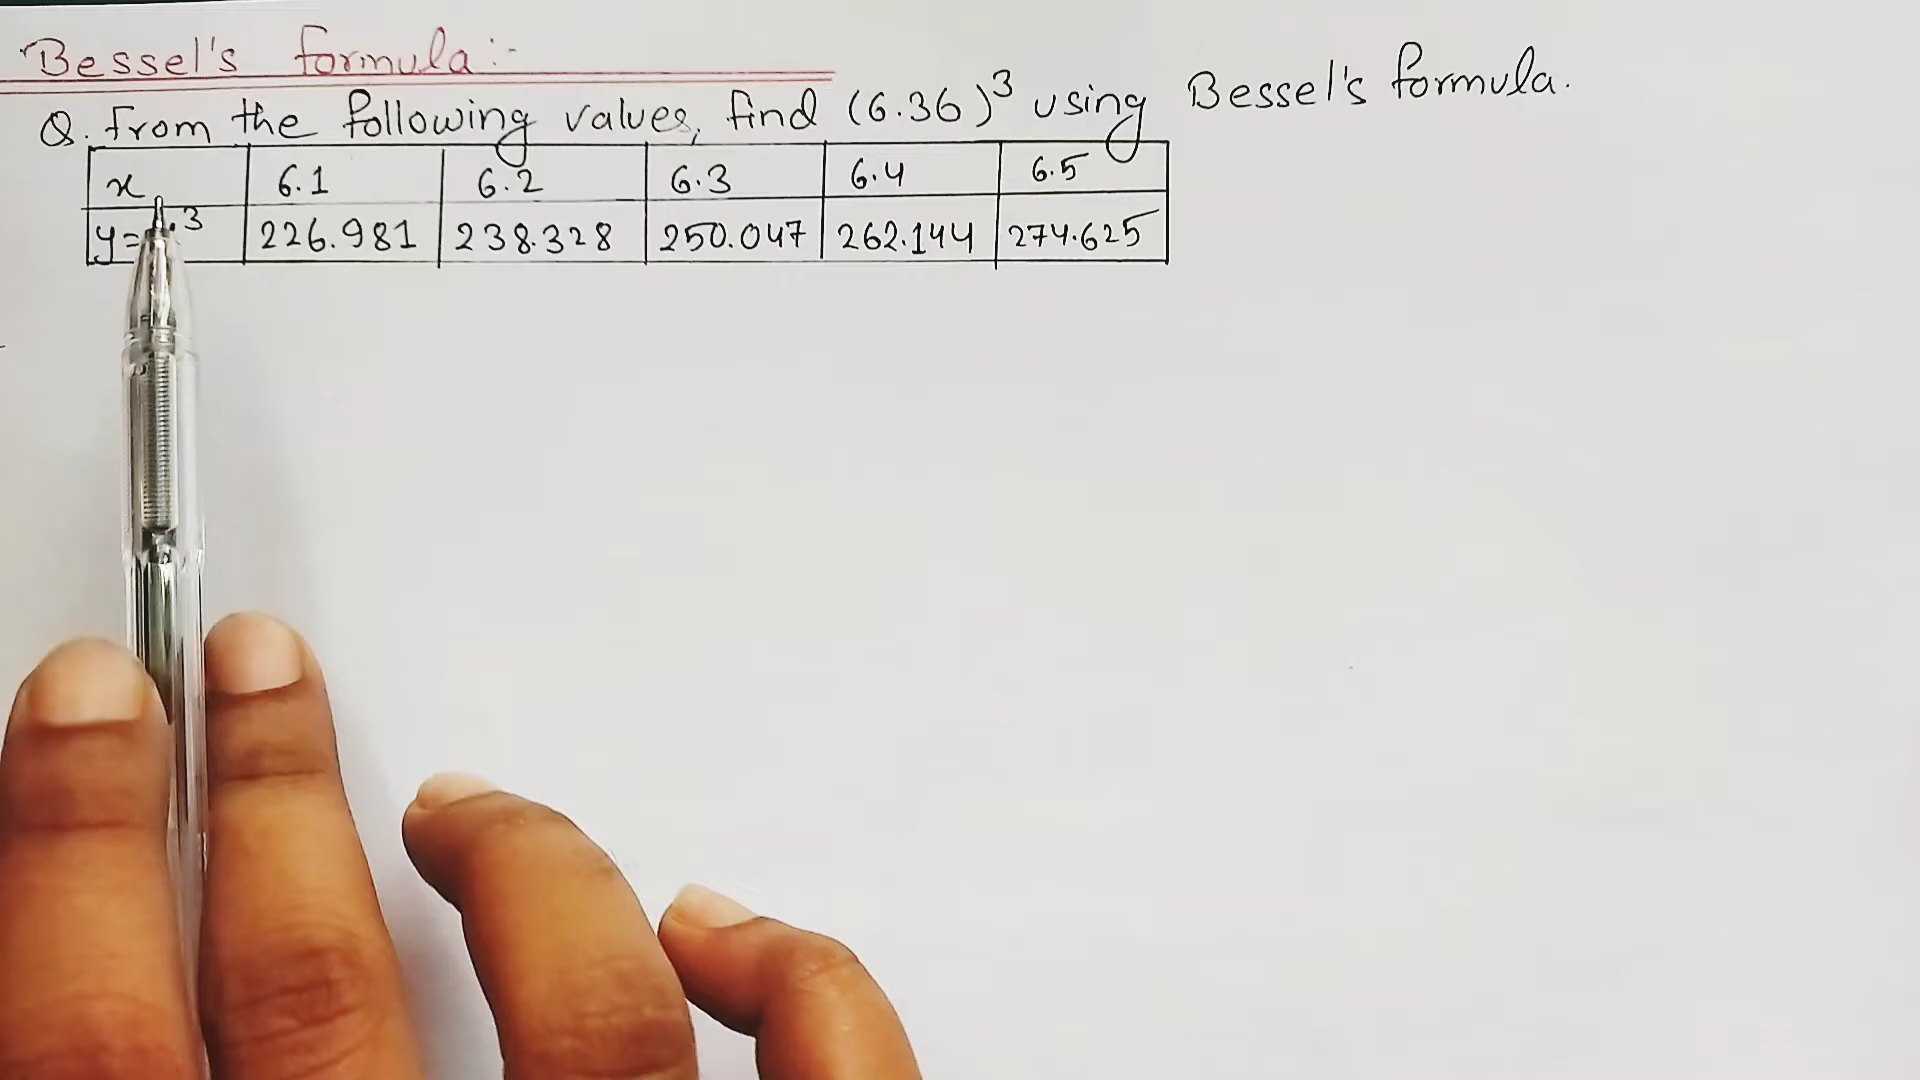 Bessel's formula:-
Q. From the following values, find (6.36)³ using Bessel's formula.
x 6.1 6.2 6.3 6.4 6.5
y= ³ 226.981 238.328 250.047 262.144 274.625